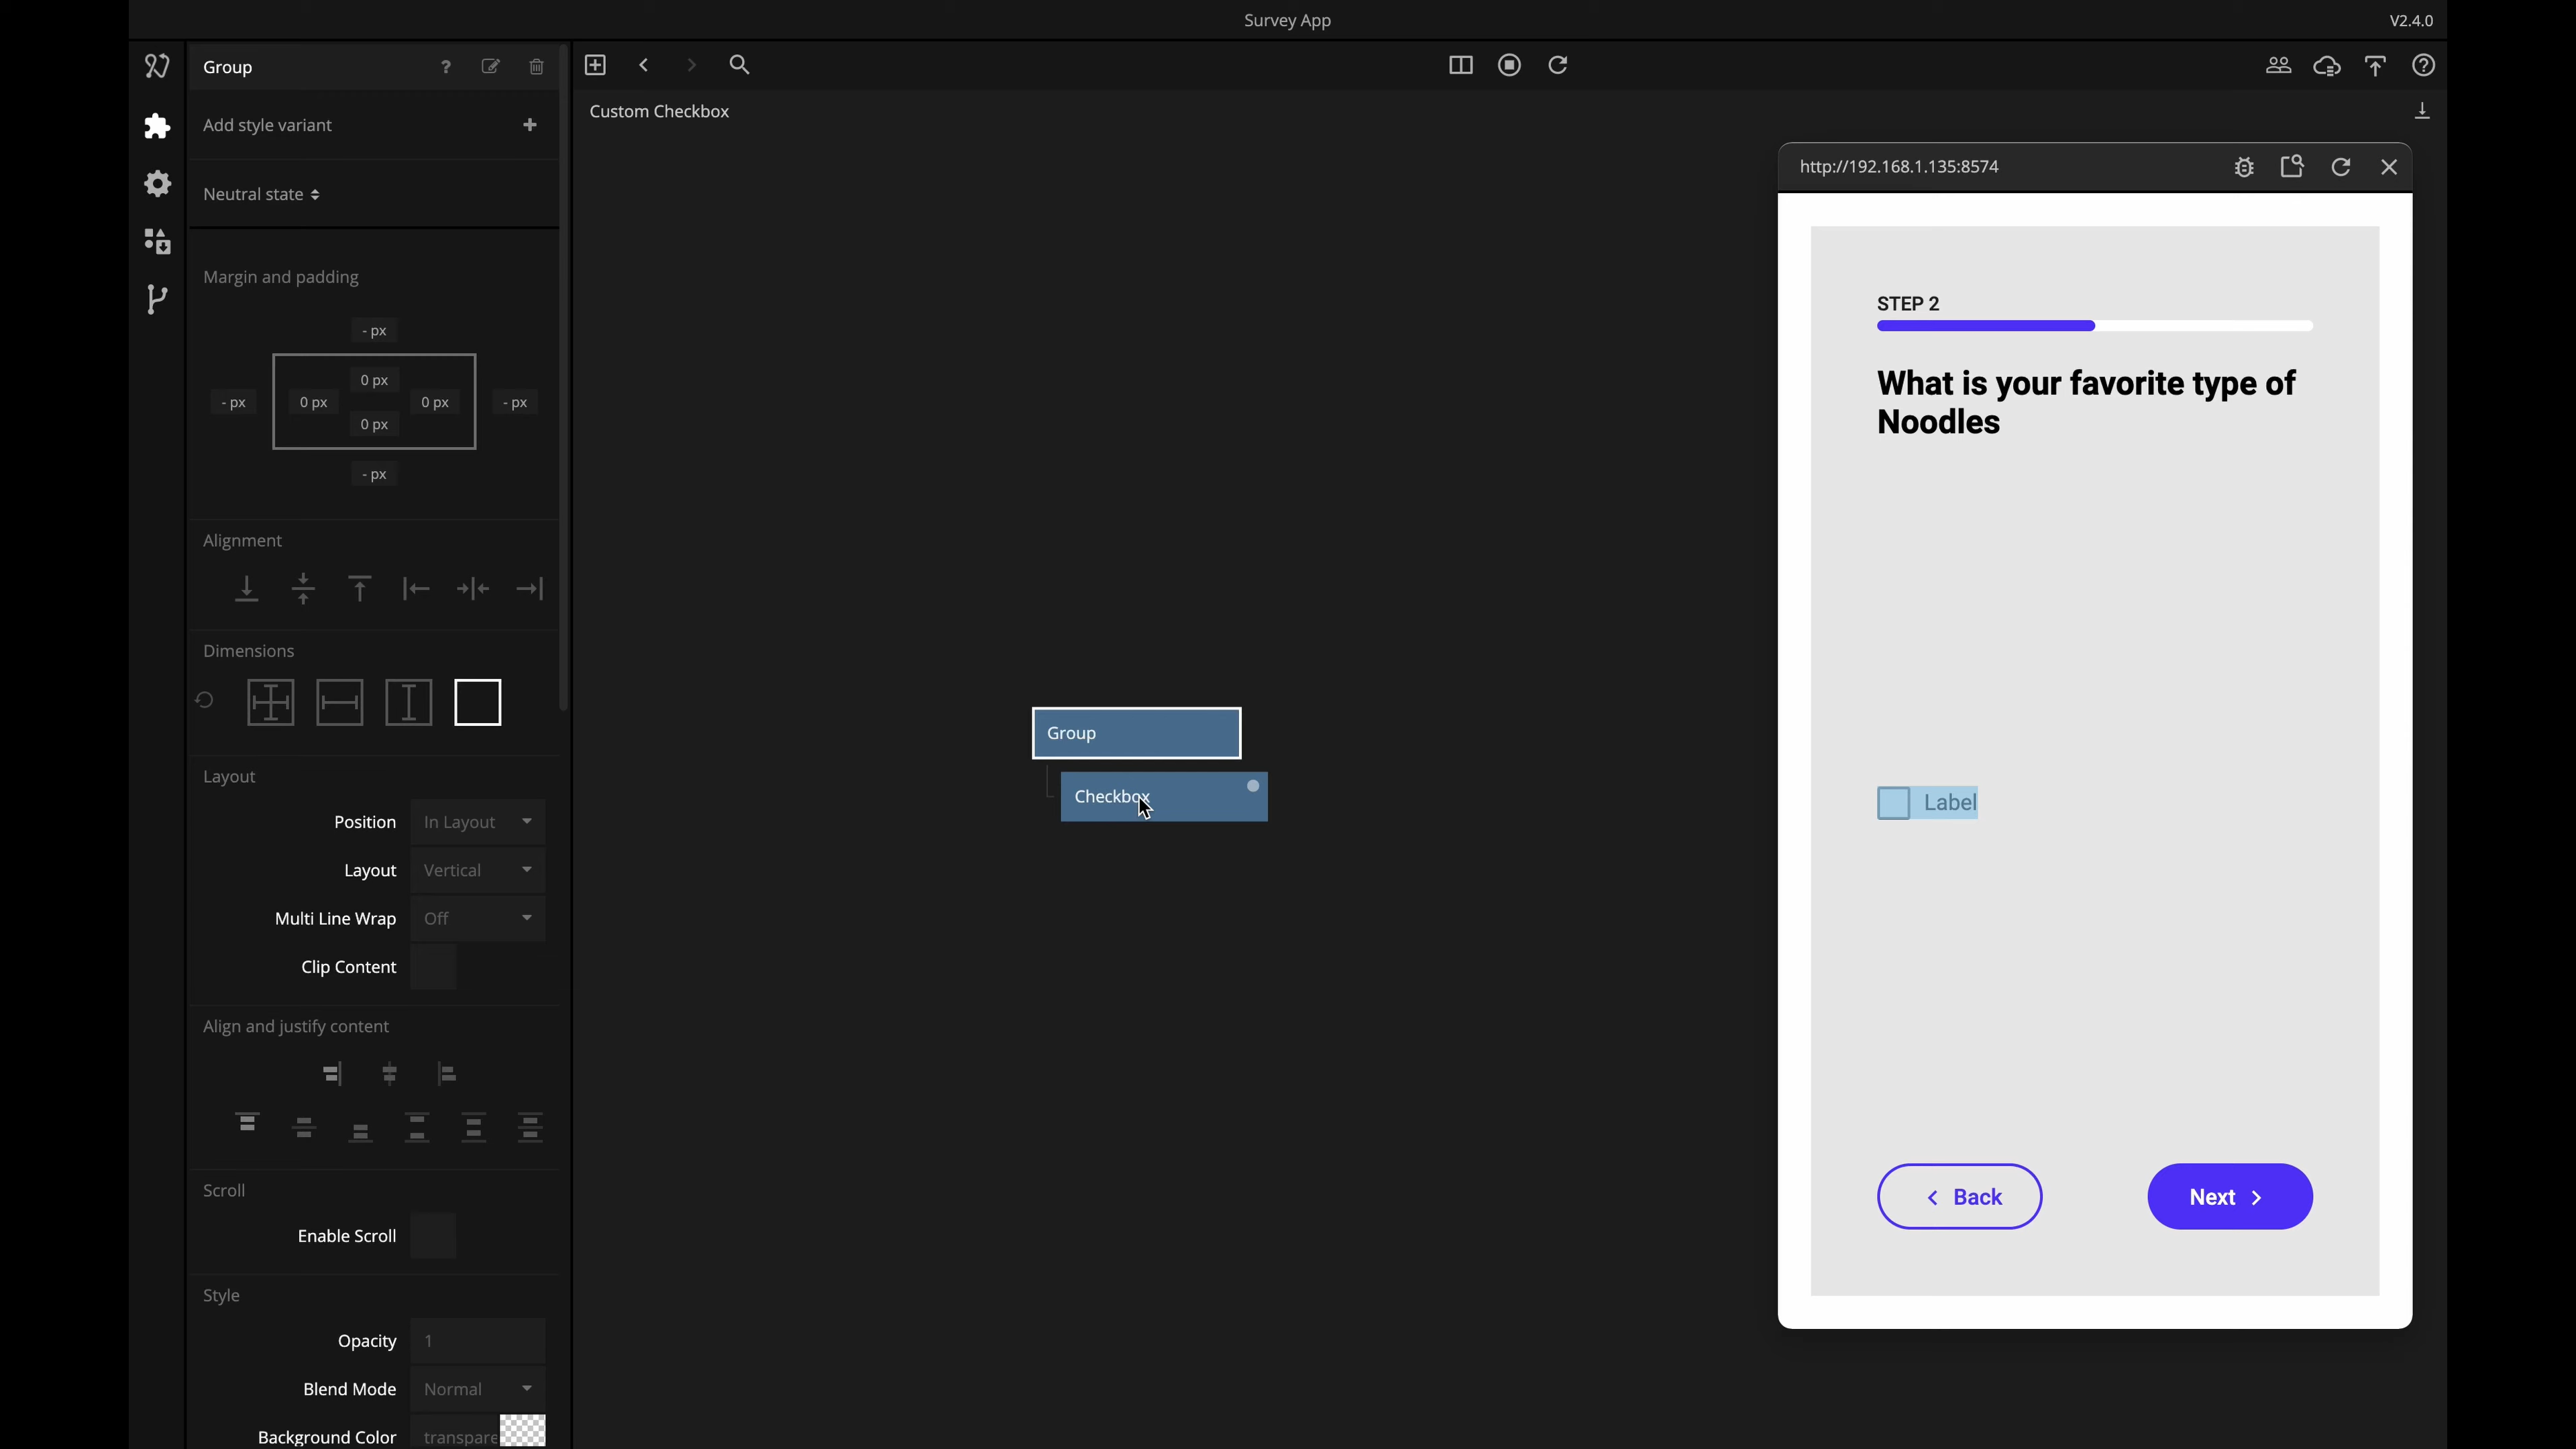 Survey App
V2.4.0
Group
?
Add style variant
Neutral state
Margin and padding
- px
0 px
- px
0 px
0 px
- px
0 px
- px
Alignment
Dimensions
Layout
Position
In Layout
Layout
Vertical
Multi Line Wrap
Off
Clip Content
Align and justify content
Scroll
Enable Scroll
Style
Opacity
1
Blend Mode
Normal
Background Color
transpare
Custom Checkbox
Group
Checkbox
http://192.168.1.135:8574
STEP 2
What is your favorite type of
Noodles
Label
Back
Next